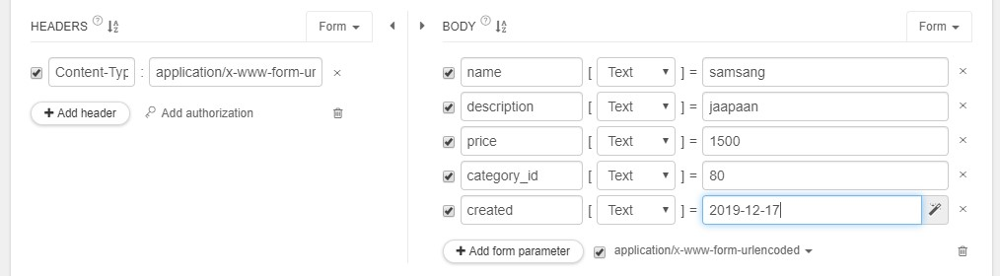 HEADERS ? Form
Content-Typ : application/x-www-form-ur ×
+ Add header Add authorization
BODY ? Form
name [ Text ] = samsang ×
description [ Text ] = jaapaan ×
price [ Text ] = 1500 ×
category_id [ Text ] = 80 ×
created [ Text ] = 2019-12-17 ×
+ Add form parameter application/x-www-form-urlencoded